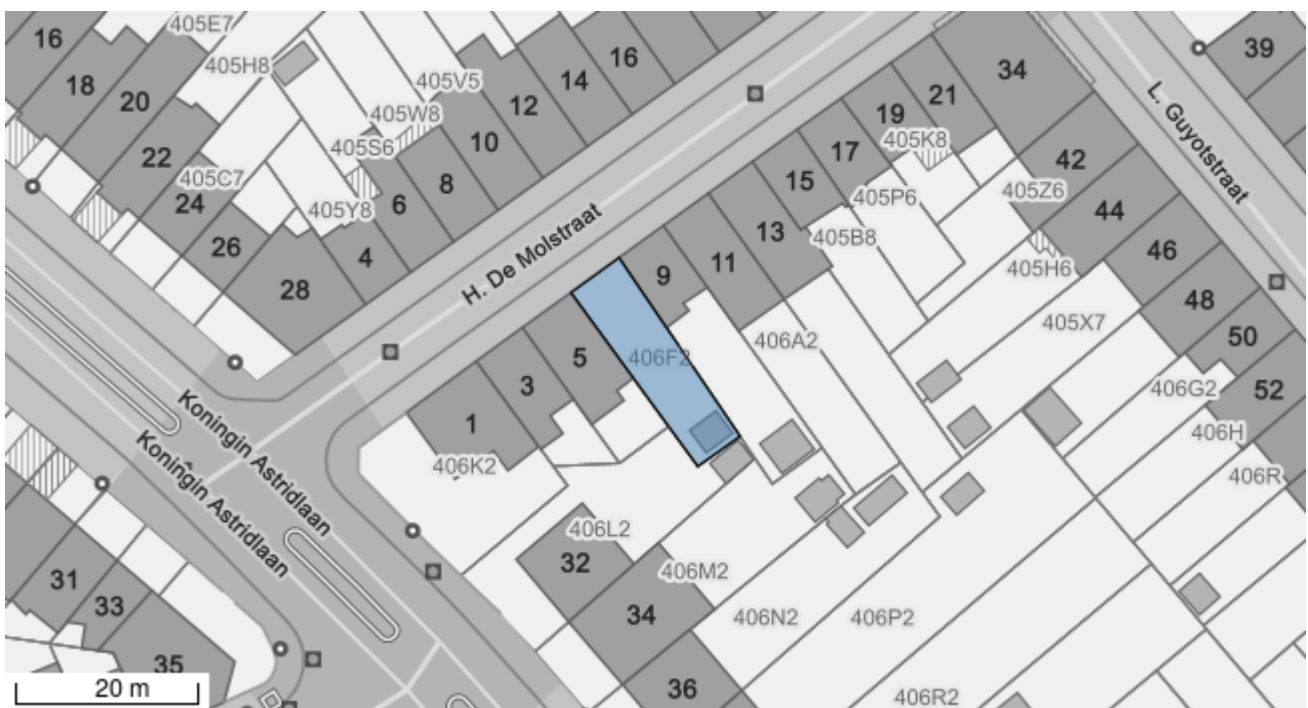 16
405E7
18
20
405H8
22
24
405C7
26
28
405Y8
405S6
405W8
405V5
4
6
8
10
12
14
16
34
39
21
19
405K8
17
15
405P6
13
405B8
11
9
42
405Z6
44
46
405H6
48
405X7
50
52
L. Guyotstraat
H. De Molstraat
5
406F2
406A2
3
1
406K2
406G2
406H
406R
Koningin Astridlaan
Koningin Astridlaan
406L2
32
406M2
34
406N2
406P2
36
406R2
31
33
35
20 m